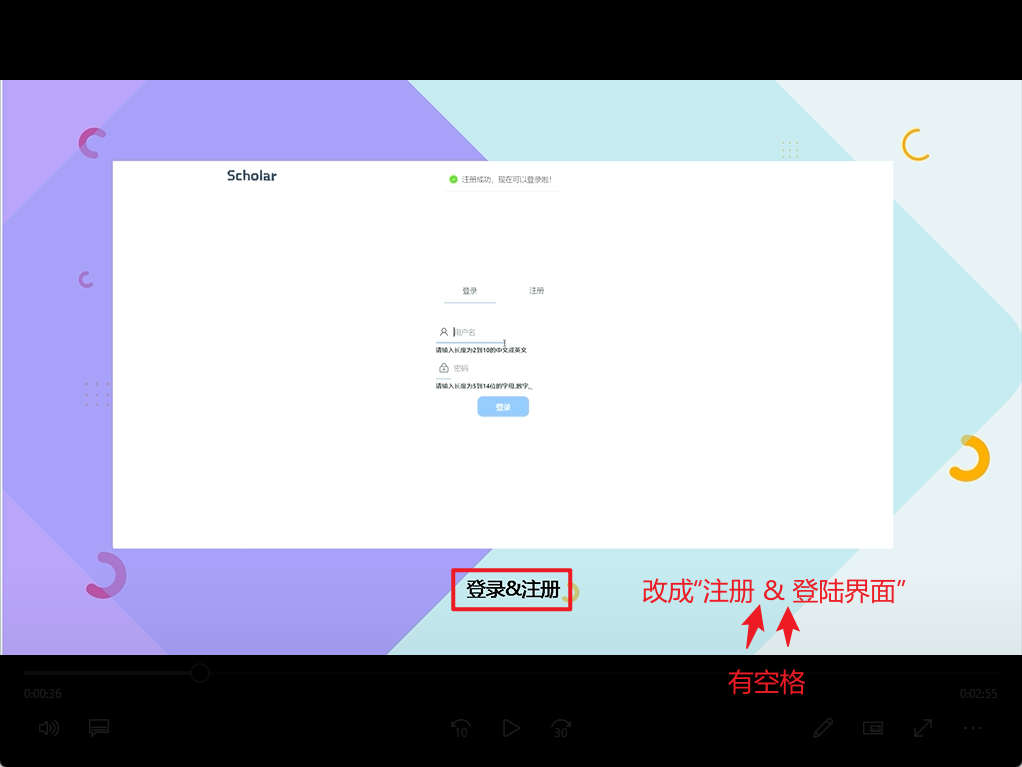 Scholar
注册成功，现在可以登录啦！
登录 注册
用户名
请输入长度为2到10的中文或英文
密码
请输入长度为5到14位的字母,数字,_
登录
登录&注册
改成“注册 & 登陆界面”
有空格
0:00:36
0:02:55
10
30